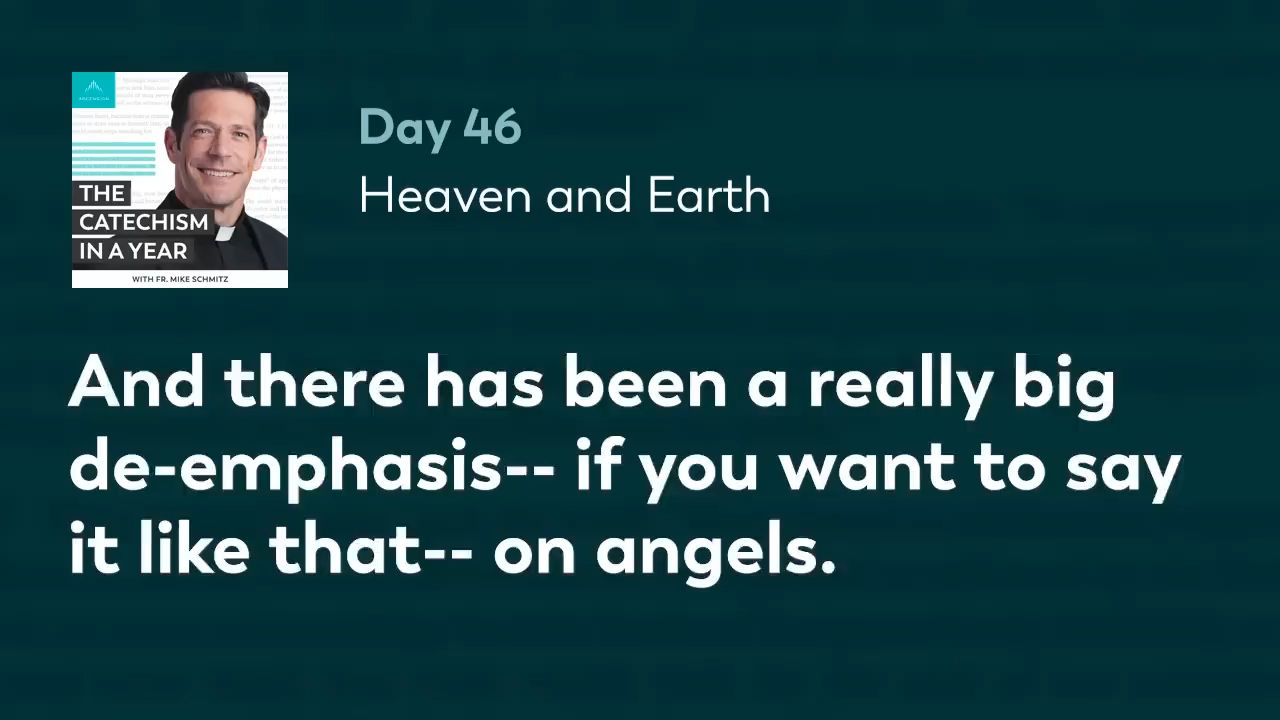 ASCENSION
THE
CATECHISM
IN A YEAR
WITH FR. MIKE SCHMITZ
Day 46
Heaven and Earth
And there has been a really big
de-emphasis-- if you want to say
it like that-- on angels.